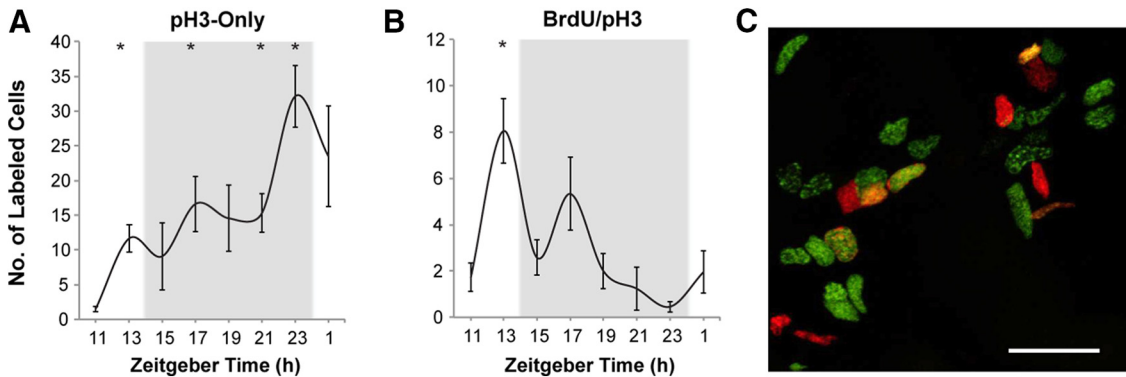 A
pH3-Only
No. of Labeled Cells
40
35
30
25
20
15
10
5
0
* * * *
11 13 15 17 19 21 23 1
Zeitgeber Time (h)
B
BrdU/pH3
12
10
8
6
4
2
0
*
11 13 15 17 19 21 23 1
Zeitgeber Time (h)
C